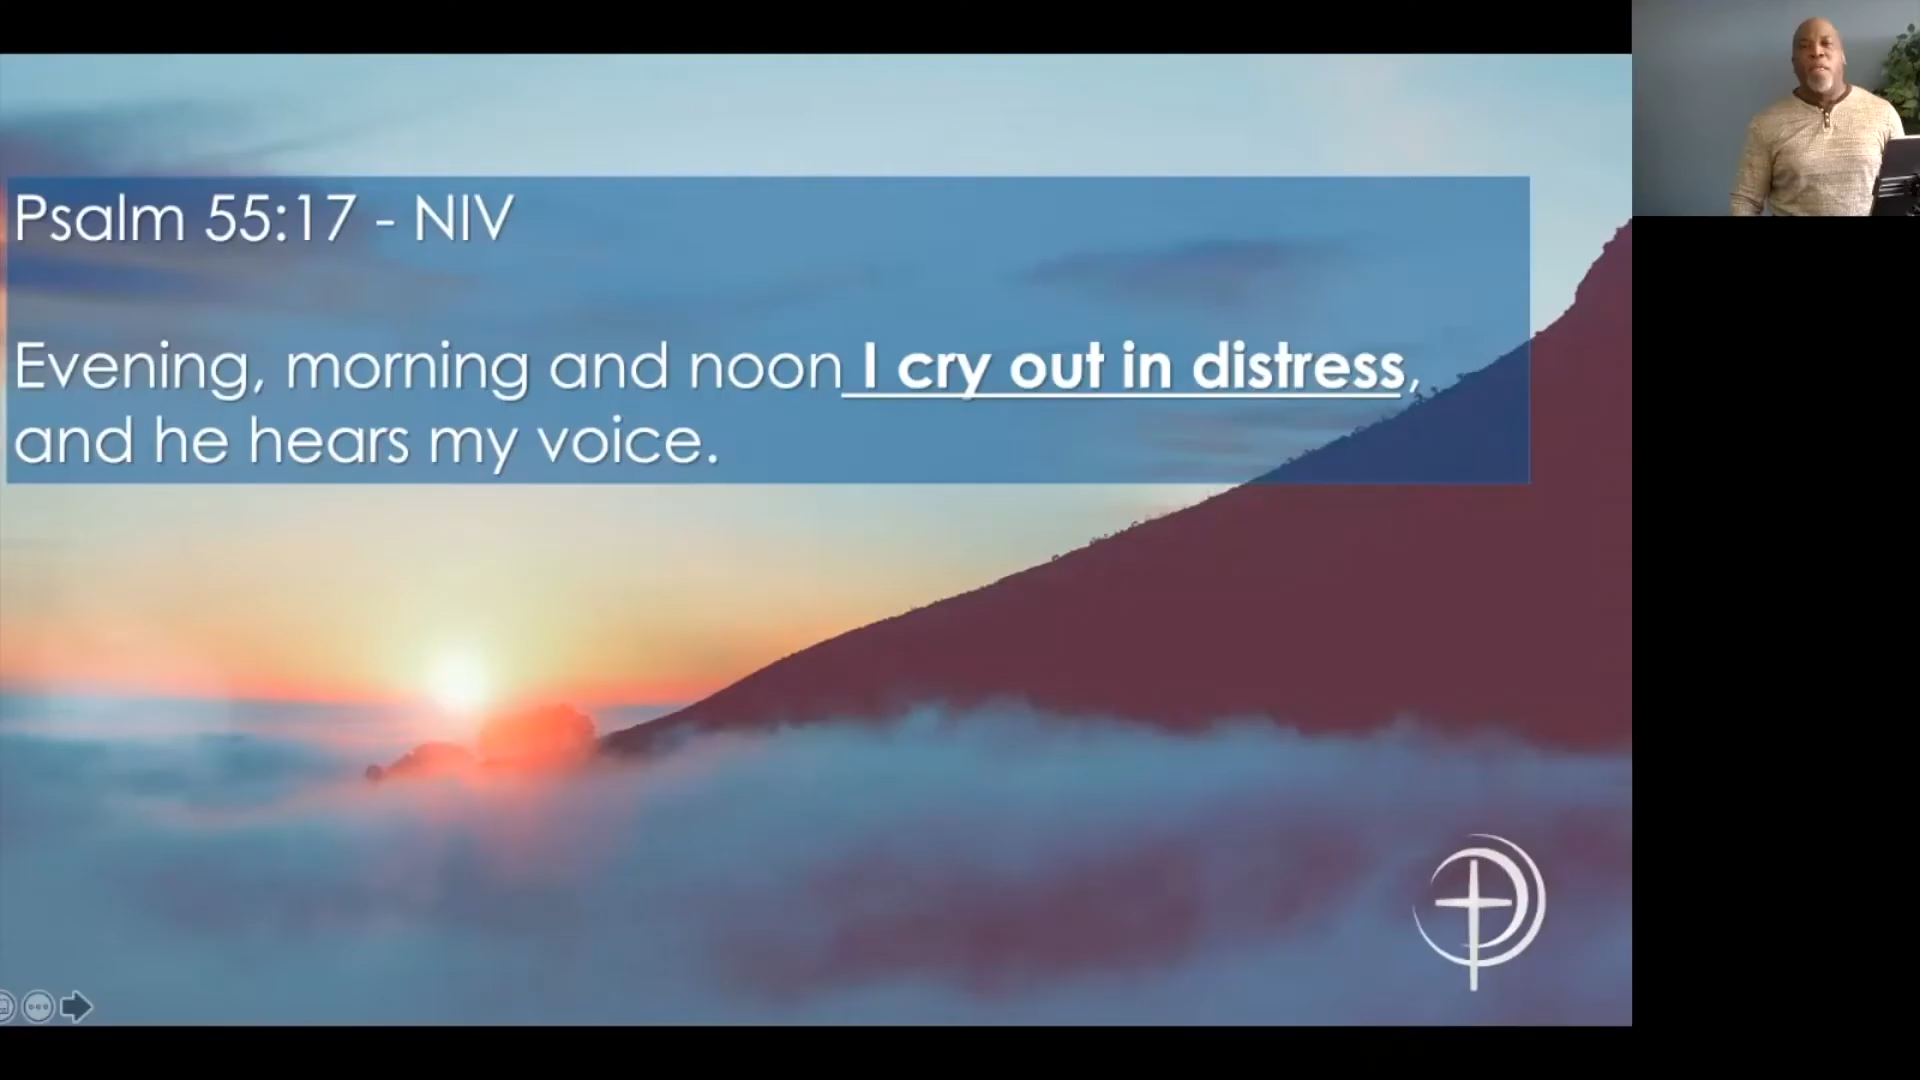 Psalm 55:17 - NIV
Evening, morning and noon I cry out in distress,
and he hears my voice.